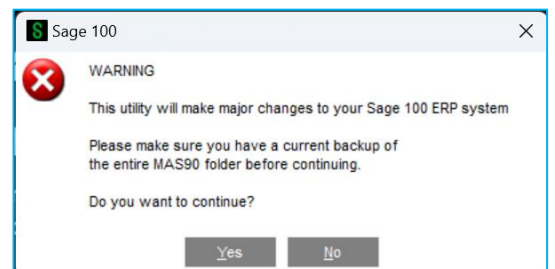 S Sage 100
WARNING
This utility will make major changes to your Sage 100 ERP system
Please make sure you have a current backup of
the entire MAS90 folder before continuing.
Do you want to continue?
Yes No